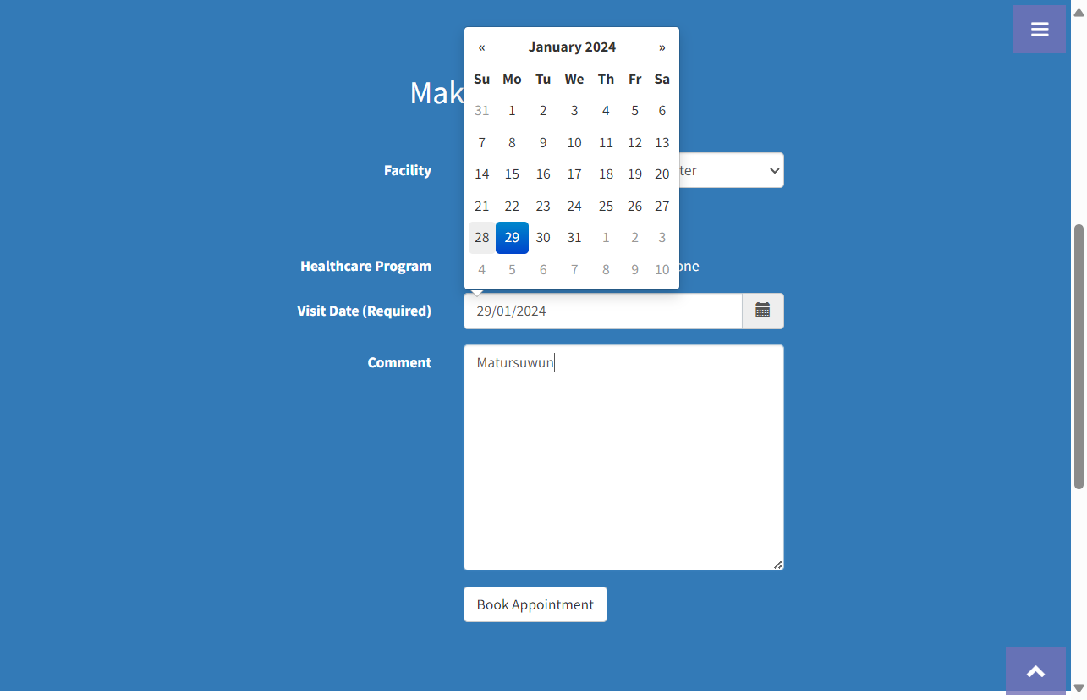 « January 2024 »
Su Mo Tu We Th Fr Sa
31 1 2 3 4 5 6
7 8 9 10 11 12 13
14 15 16 17 18 19 20
21 22 23 24 25 26 27
28 29 30 31 1 2 3
4 5 6 7 8 9 10
Facility
Healthcare Program
Visit Date (Required) 29/01/2024
Comment Matursuwun
Book Appointment